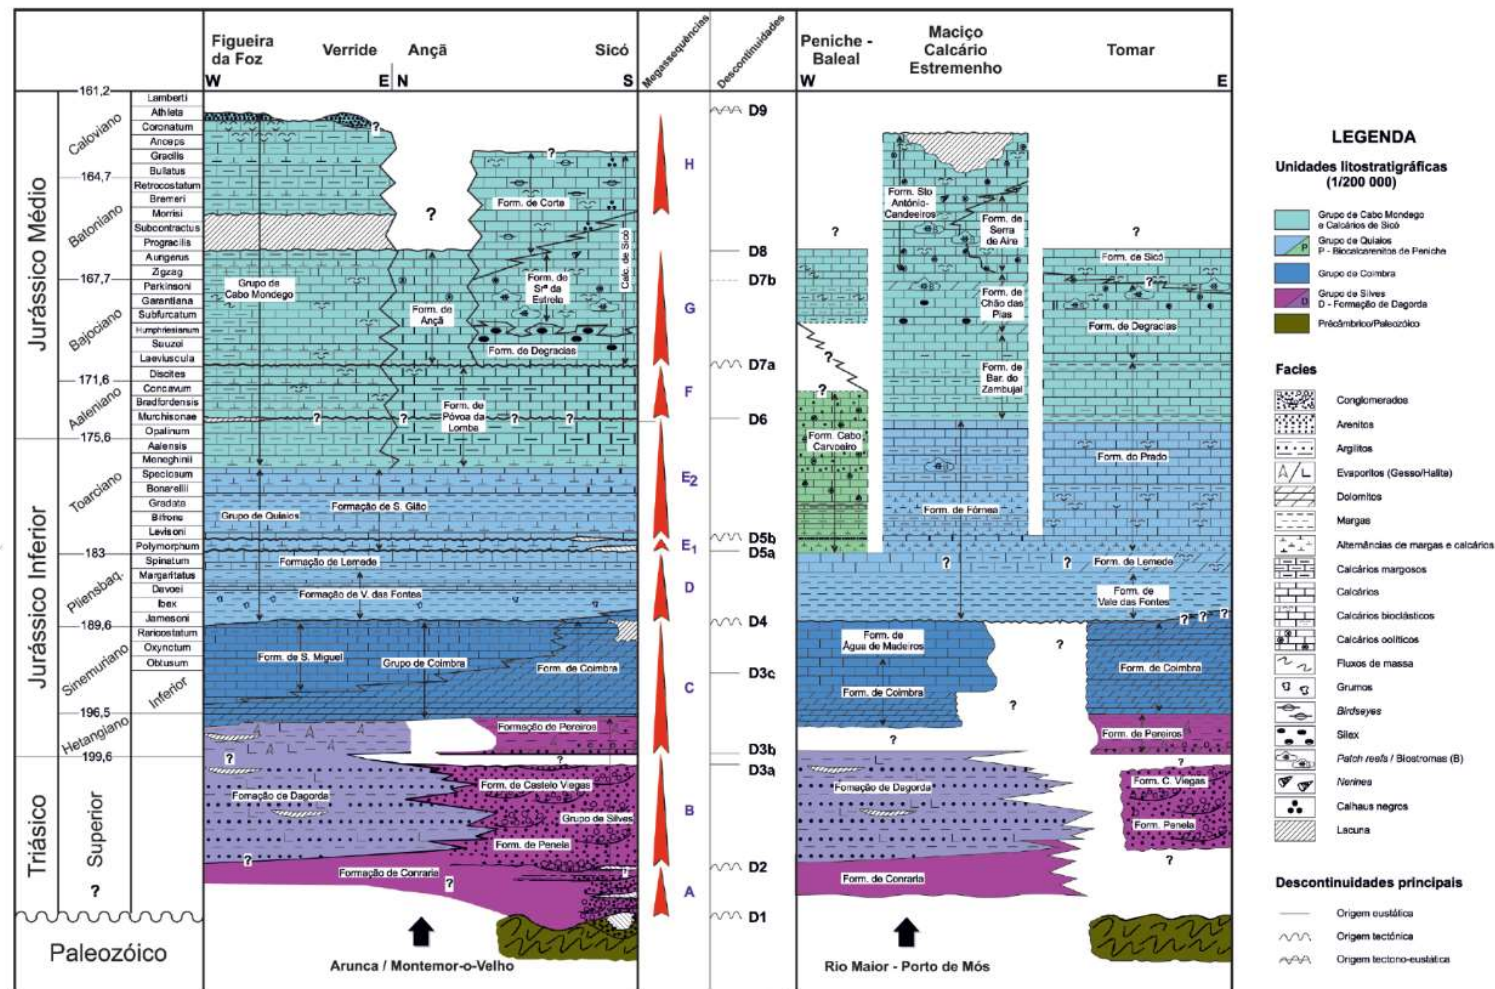 Figueira
da Foz
Verride
Ançã
Sicó
W
E
N
S
Megassequências
Descontinuidades
Peniche -
Baleal
Maciço
Calcário
Estremenho
Tomar
W
E
Jurássico Médio
Jurássico Inferior
Triásico
Superior
?
Paleozóico
Caloviano
Batoniano
Bajociano
Aaleniano
Toarciano
Pliensbaq.
Sinemuriano
Inferior
Hetangiano
161,2
164,7
167,7
171,6
175,6
183
189,6
196,5
199,6
Lamberti
Athleta
Coronatum
Anceps
Gracilis
Bullatus
Retrocostatum
Bremeri
Morrisi
Subcontractus
Progracilis
Aurigerus
Zigzag
Parkinsoni
Garantiana
Subfurcatum
Humphriesianum
Sauzei
Laeviuscula
Discites
Concavum
Bradfordensis
Murchisonae
Opalinum
Aalensis
Meneghinii
Speciosum
Bonarellii
Gradata
Bifrons
Levisoni
Polymorphum
Spinatum
Margaritatus
Davoei
Ibex
Jamesoni
Raricostatum
Oxynotum
Obtusum
Grupo de
Cabo Mondego
Form. de
Ançã
Form. de Corte
Calc. de Sicó
Form. de
Srª da
Estrela
Form. de Degracias
Form. de
Póvoa da
Lomba
Grupo de Quiaios
Formação de S. Gião
Formação de Lemede
Formação de V. das Fontes
Form. de S. Miguel
Grupo de Coimbra
Form. de Coimbra
Formação de Pereiros
Fomação de Dagorda
Form. de Castelo Viegas
Grupo de Silves
Form. de Penela
Formação de Conraria
Arunca / Montemor-o-Velho
H
G
F
E2
E1
D
C
B
A
D9
D8
D7b
D7a
D6
D5b
D5a
D4
D3c
D3b
D3a
D2
D1
Form. Sto
António-
Candeeiros
Form. de
Serra
de Aire
Form. de
Chão das
Pias
Form. de
Bar. do
Zambujal
Form. de Sicó
Form. de Degracias
Form. Cabo
Carvoeiro
Form. do Prado
Form. de Fórnea
Form. de Lemede
Form. de
Vale das Fontes
Form. de
Água de Madeiros
Form. de Coimbra
Form. de Coimbra
Form. de Pereiros
Fomação de Dagorda
Form. C. Viegas
Form. Penela
Form. de Conraria
Rio Maior - Porto de Mós
LEGENDA
Unidades litostratigráficas
(1/200 000)
Grupo de Cabo Mondego
e Calcários de Sicó
P
Grupo de Quiaios
P - Biocalcarenitos de Peniche
Grupo de Coimbra
D
Grupo de Silves
D - Formação de Dagorda
Précâmbrico/Paleozóico
Facies
Conglomerados
Arenitos
Argilitos
Evaporitos (Gesso/Halite)
Dolomitos
Margas
Alternâncias de margas e calcários
Calcários margosos
Calcários
Calcários bioclásticos
Calcários oolíticos
Fluxos de massa
Grumos
Birdseyes
Silex
Patch reefs / Biostromas (B)
Nerines
Calhaus negros
Lacuna
Descontinuidades principais
Origem eustática
Origem tectónica
Origem tectono-eustática